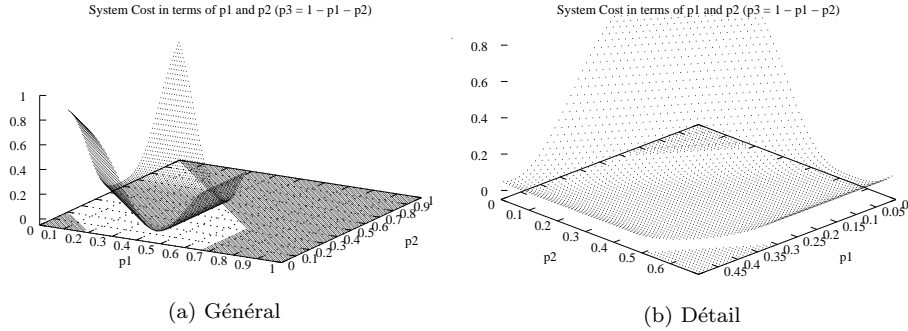 System Cost in terms of p1 and p2 (p3 = 1 – p1 – p2)
1
0.8
0.6
0.4
0.2
0
0 0.1 0.2 0.3 0.4 0.5 0.6 0.7 0.8 0.9 1
p1
0 0.1 0.2 0.3 0.4 0.5 0.6 0.7 0.8 0.9 1
p2
(a) Général
System Cost in terms of p1 and p2 (p3 = 1 – p1 – p2)
0.8
0.6
0.4
0.2
0
0.1 0.2 0.3 0.4 0.5 0.6
p2
0.45 0.4 0.35 0.3 0.25 0.2 0.15 0.1 0.05 0
p1
(b) Détail